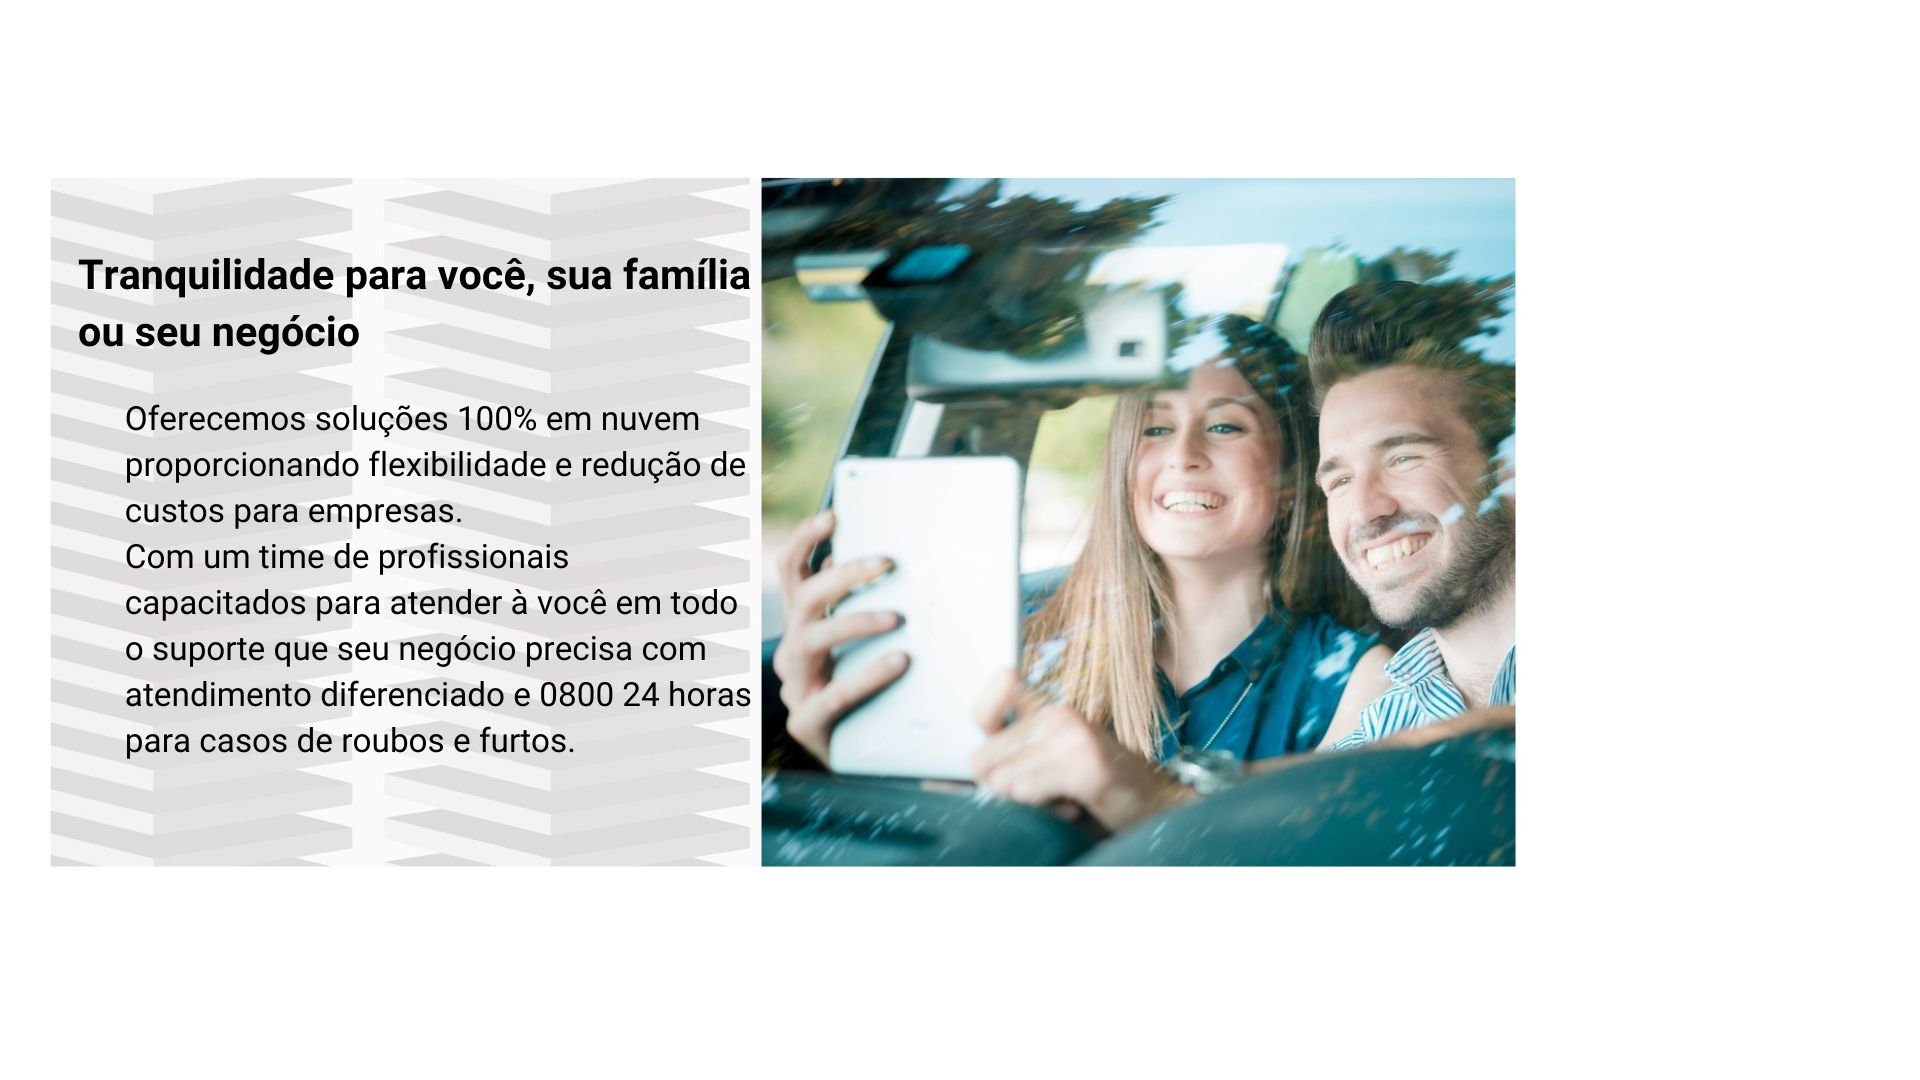 Tranquilidade para você, sua família
ou seu negócio
Oferecemos soluções 100% em nuvem
proporcionando flexibilidade e redução de
custos para empresas.
Com um time de profissionais
capacitados para atender à você em todo
o suporte que seu negócio precisa com
atendimento diferenciado e 0800 24 horas
para casos de roubos e furtos.